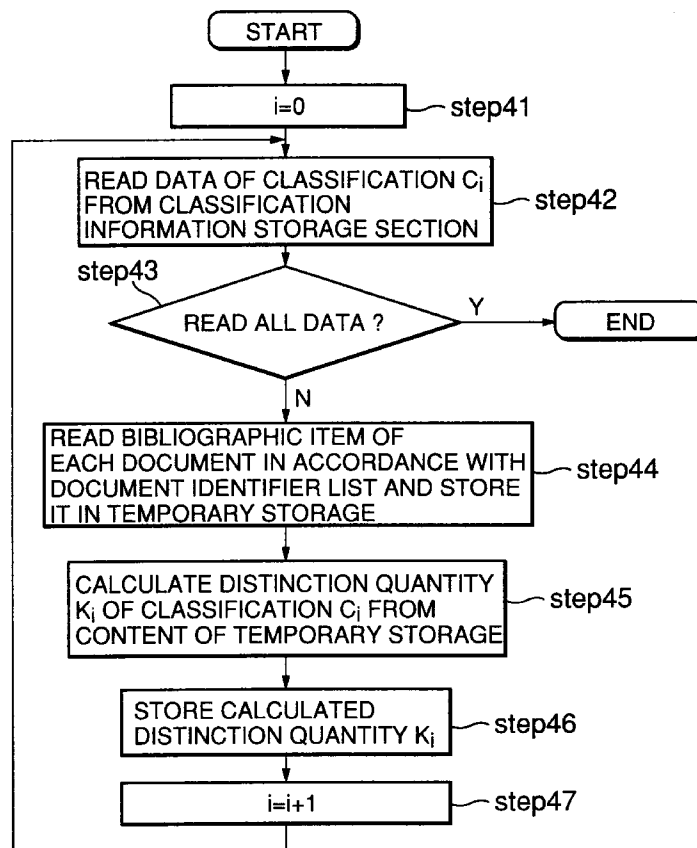 START
i=0
step41
READ DATA OF CLASSIFICATION Ci
FROM CLASSIFICATION
INFORMATION STORAGE SECTION
step42
step43
READ ALL DATA ?
Y
END
N
READ BIBLIOGRAPHIC ITEM OF
EACH DOCUMENT IN ACCORDANCE WITH
DOCUMENT IDENTIFIER LIST AND STORE
IT IN TEMPORARY STORAGE
step44
CALCULATE DISTINCTION QUANTITY
Ki OF CLASSIFICATION Ci FROM
CONTENT OF TEMPORARY STORAGE
step45
STORE CALCULATED
DISTINCTION QUANTITY Ki
step46
i=i+1
step47